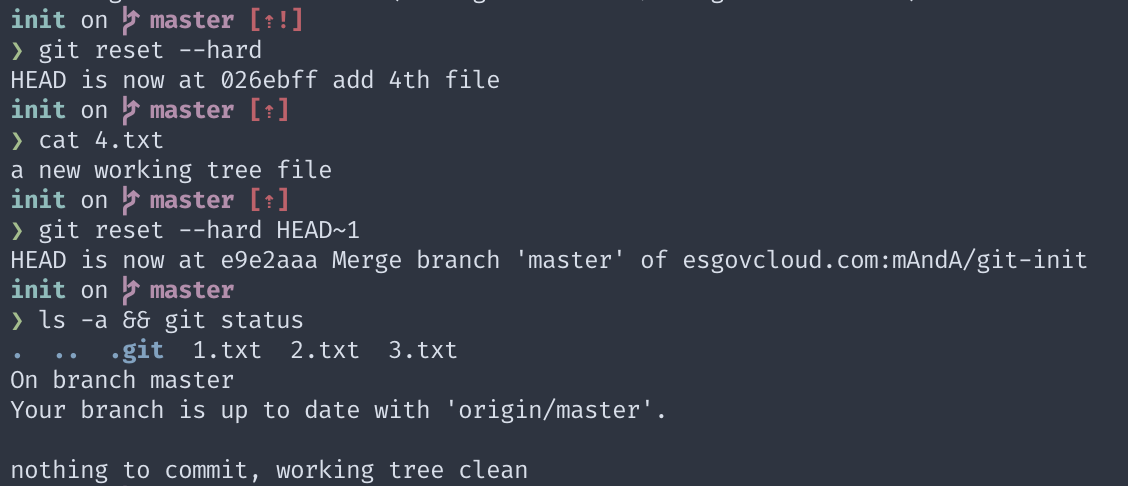 init on master [⇡!]
❯ git reset --hard
HEAD is now at 026ebff add 4th file
init on master [⇡]
❯ cat 4.txt
a new working tree file
init on master [⇡]
❯ git reset --hard HEAD~1
HEAD is now at e9e2aaa Merge branch 'master' of esgovcloud.com:mAndA/git-init
init on master
❯ ls -a && git status
. .. .git 1.txt 2.txt 3.txt
On branch master
Your branch is up to date with 'origin/master'.
nothing to commit, working tree clean